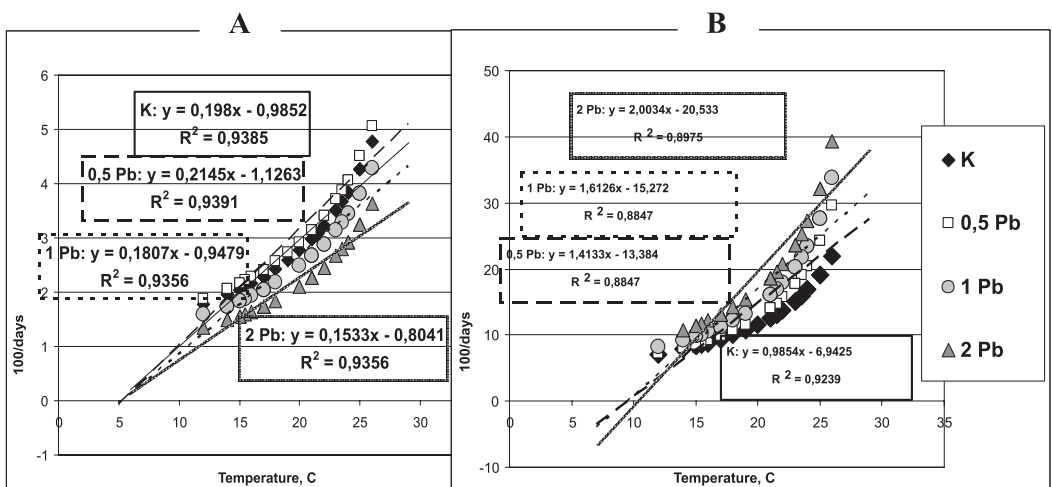 A
6
5
4
3
2
1
0
-1
5
10
15
20
25
30
K: y = 0,198x - 0,9852
R² = 0,9385
0,5 Pb: y = 0,2145x - 1,1263
R² = 0,9391
1 Pb: y = 0,1807x - 0,9479
R² = 0,9356
2 Pb: y = 0,1533x - 0,8041
R² = 0,9356
100/days
Temperature, C
B
50
40
30
20
10
0
-10
0
5
10
15
20
25
30
35
2 Pb: y = 2,0034x - 20,533
R² = 0,8975
1 Pb: y = 1,6126x - 15,272
R² = 0,8847
0,5 Pb: y = 1,4133x - 13,384
R² = 0,8847
K: y = 0,9854x - 6,9425
R² = 0,9239
100/days
Temperature, C
K
0,5 Pb
1 Pb
2 Pb